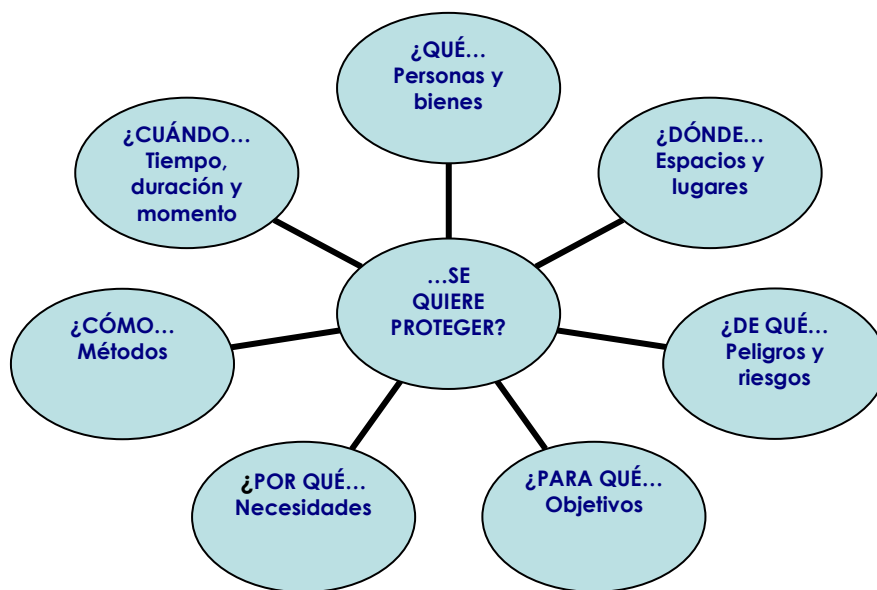 ¿QUÉ…
Personas y
bienes
¿DÓNDE…
Espacios y
lugares
¿DE QUÉ…
Peligros y
riesgos
¿PARA QUÉ…
Objetivos
¿POR QUÉ…
Necesidades
¿CÓMO…
Métodos
¿CUÁNDO…
Tiempo,
duración y
momento
…SE
QUIERE
PROTEGER?